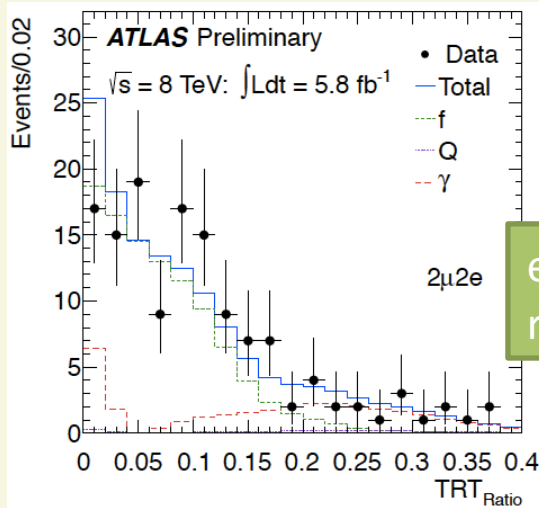 ATLAS Preliminary
√s = 8 TeV: ∫Ldt = 5.8 fb⁻¹
Data
Total
f
Q
γ
2μ2e
Events/0.02
30
25
20
15
10
5
0
0 0.05 0.1 0.15 0.2 0.25 0.3 0.35 0.4
TRT_Ratio